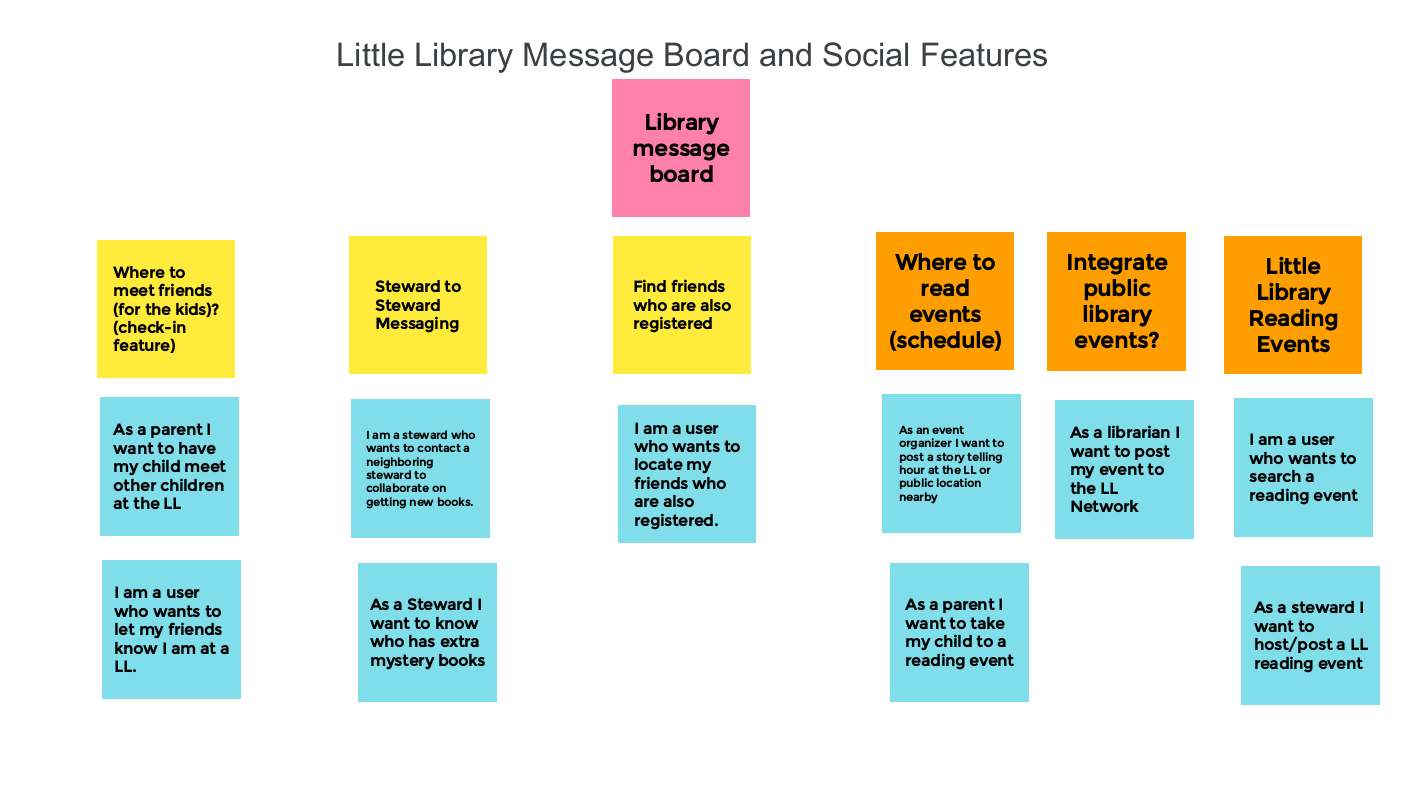 Little Library Message Board and Social Features
Library
message
board
Where to
meet friends
(for the kids)?
(check-in
feature)
Steward to
Steward
Messaging
Find friends
who are also
registered
Where to
read
events
(schedule)
Integrate
public
library
events?
Little
Library
Reading
Events
As a parent I
want to have
my child meet
other children
at the LL
I am a steward who
wants to contact a
neighboring
steward to
collaborate on
getting new books.
I am a user
who wants to
locate my
friends who
are also
registered.
As an event
organizer I want to
post a story telling
hour at the LL or
public location
nearby
As a librarian I
want to post
my event to
the LL
Network
I am a user
who wants to
search a
reading event
I am a user
who wants to
let my friends
know I am at a
LL.
As a Steward I
want to know
who has extra
mystery books
As a parent I
want to take
my child to a
reading event
As a steward I
want to
host/post a LL
reading event